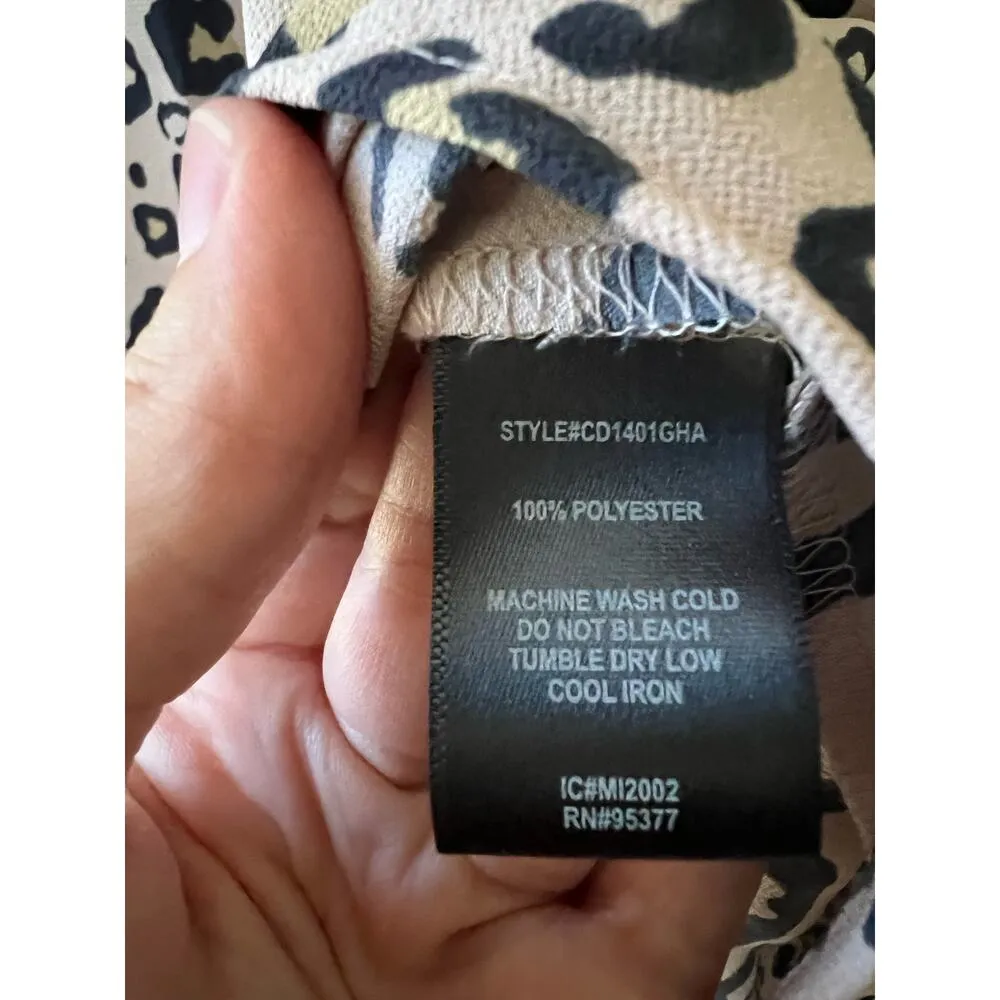 STYLE#CD1401GHA
100% POLYESTER
MACHINE WASH COLD
DO NOT BLEACH
TUMBLE DRY LOW
COOL IRON
IC#MI2002
RN#95377